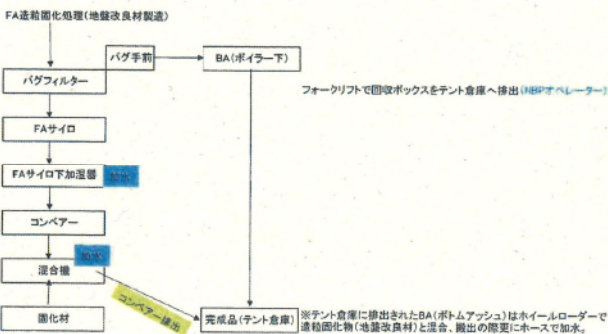 FA造粒固化処理(地盤改良材製造)
バグ手前
BA(ボイラー下)
バグフィルター
フォークリフトで回収ボックスをテント倉庫へ排出(NBPオペレーター)
FAサイロ
FAサイロ下加湿器
加水
コンベアー
加水
混合機
コンベアー排出
固化材
完成品(テント倉庫)
※テント倉庫に排出されたBA(ボトムアッシュ)はホイールローダーで
造粒固化物(地盤改良材)と混合、搬出の際更にホースで加水。